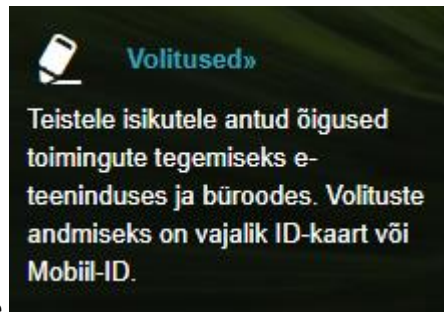 Volitused»
Teistele isikutele antud õigused
toimingute tegemiseks e-
teeninduses ja büroodes. Volituste
andmiseks on vajalik ID-kaart või
Mobiil-ID.